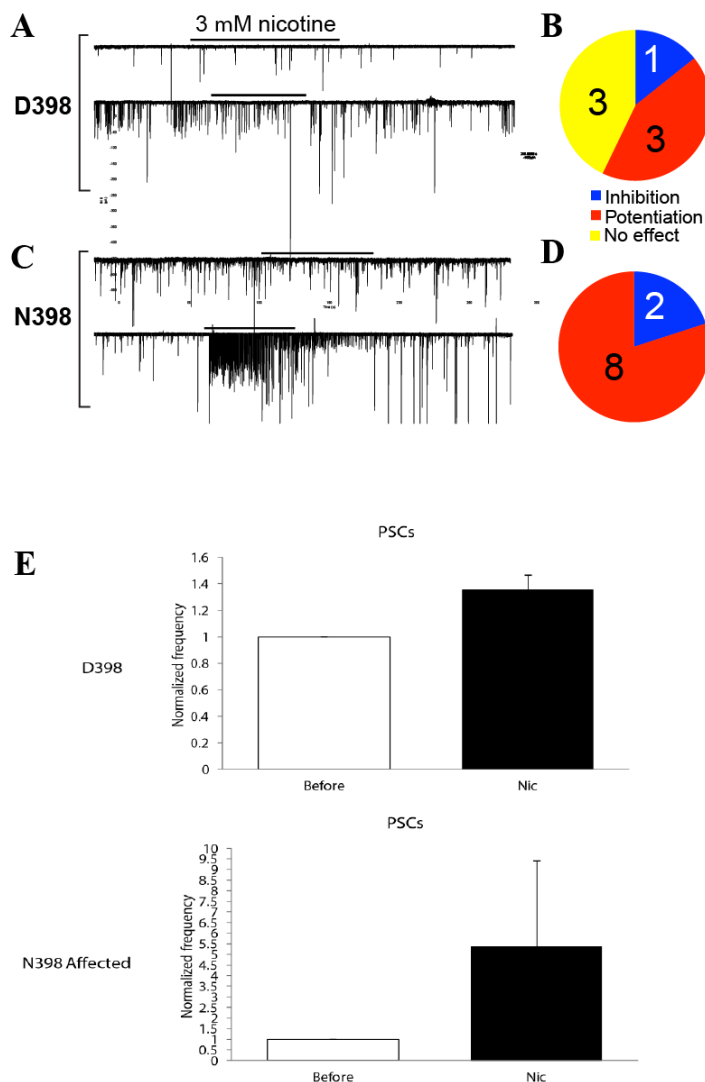 A
3 mM nicotine
D398
B
1
3
3
Inhibition
Potentiation
No effect
C
N398
D
2
8
E
PSCs
D398
Normalized frequency
1.6
1.4
1.2
1
0.8
0.6
0.4
0.2
0
Before
Nic
PSCs
N398 Affected
Normalized frequency
10
9.5
9
8.5
8
7.5
7
6.5
6
5.5
5
4.5
4
3.5
3
2.5
2
1.5
1
0.5
0
Before
Nic